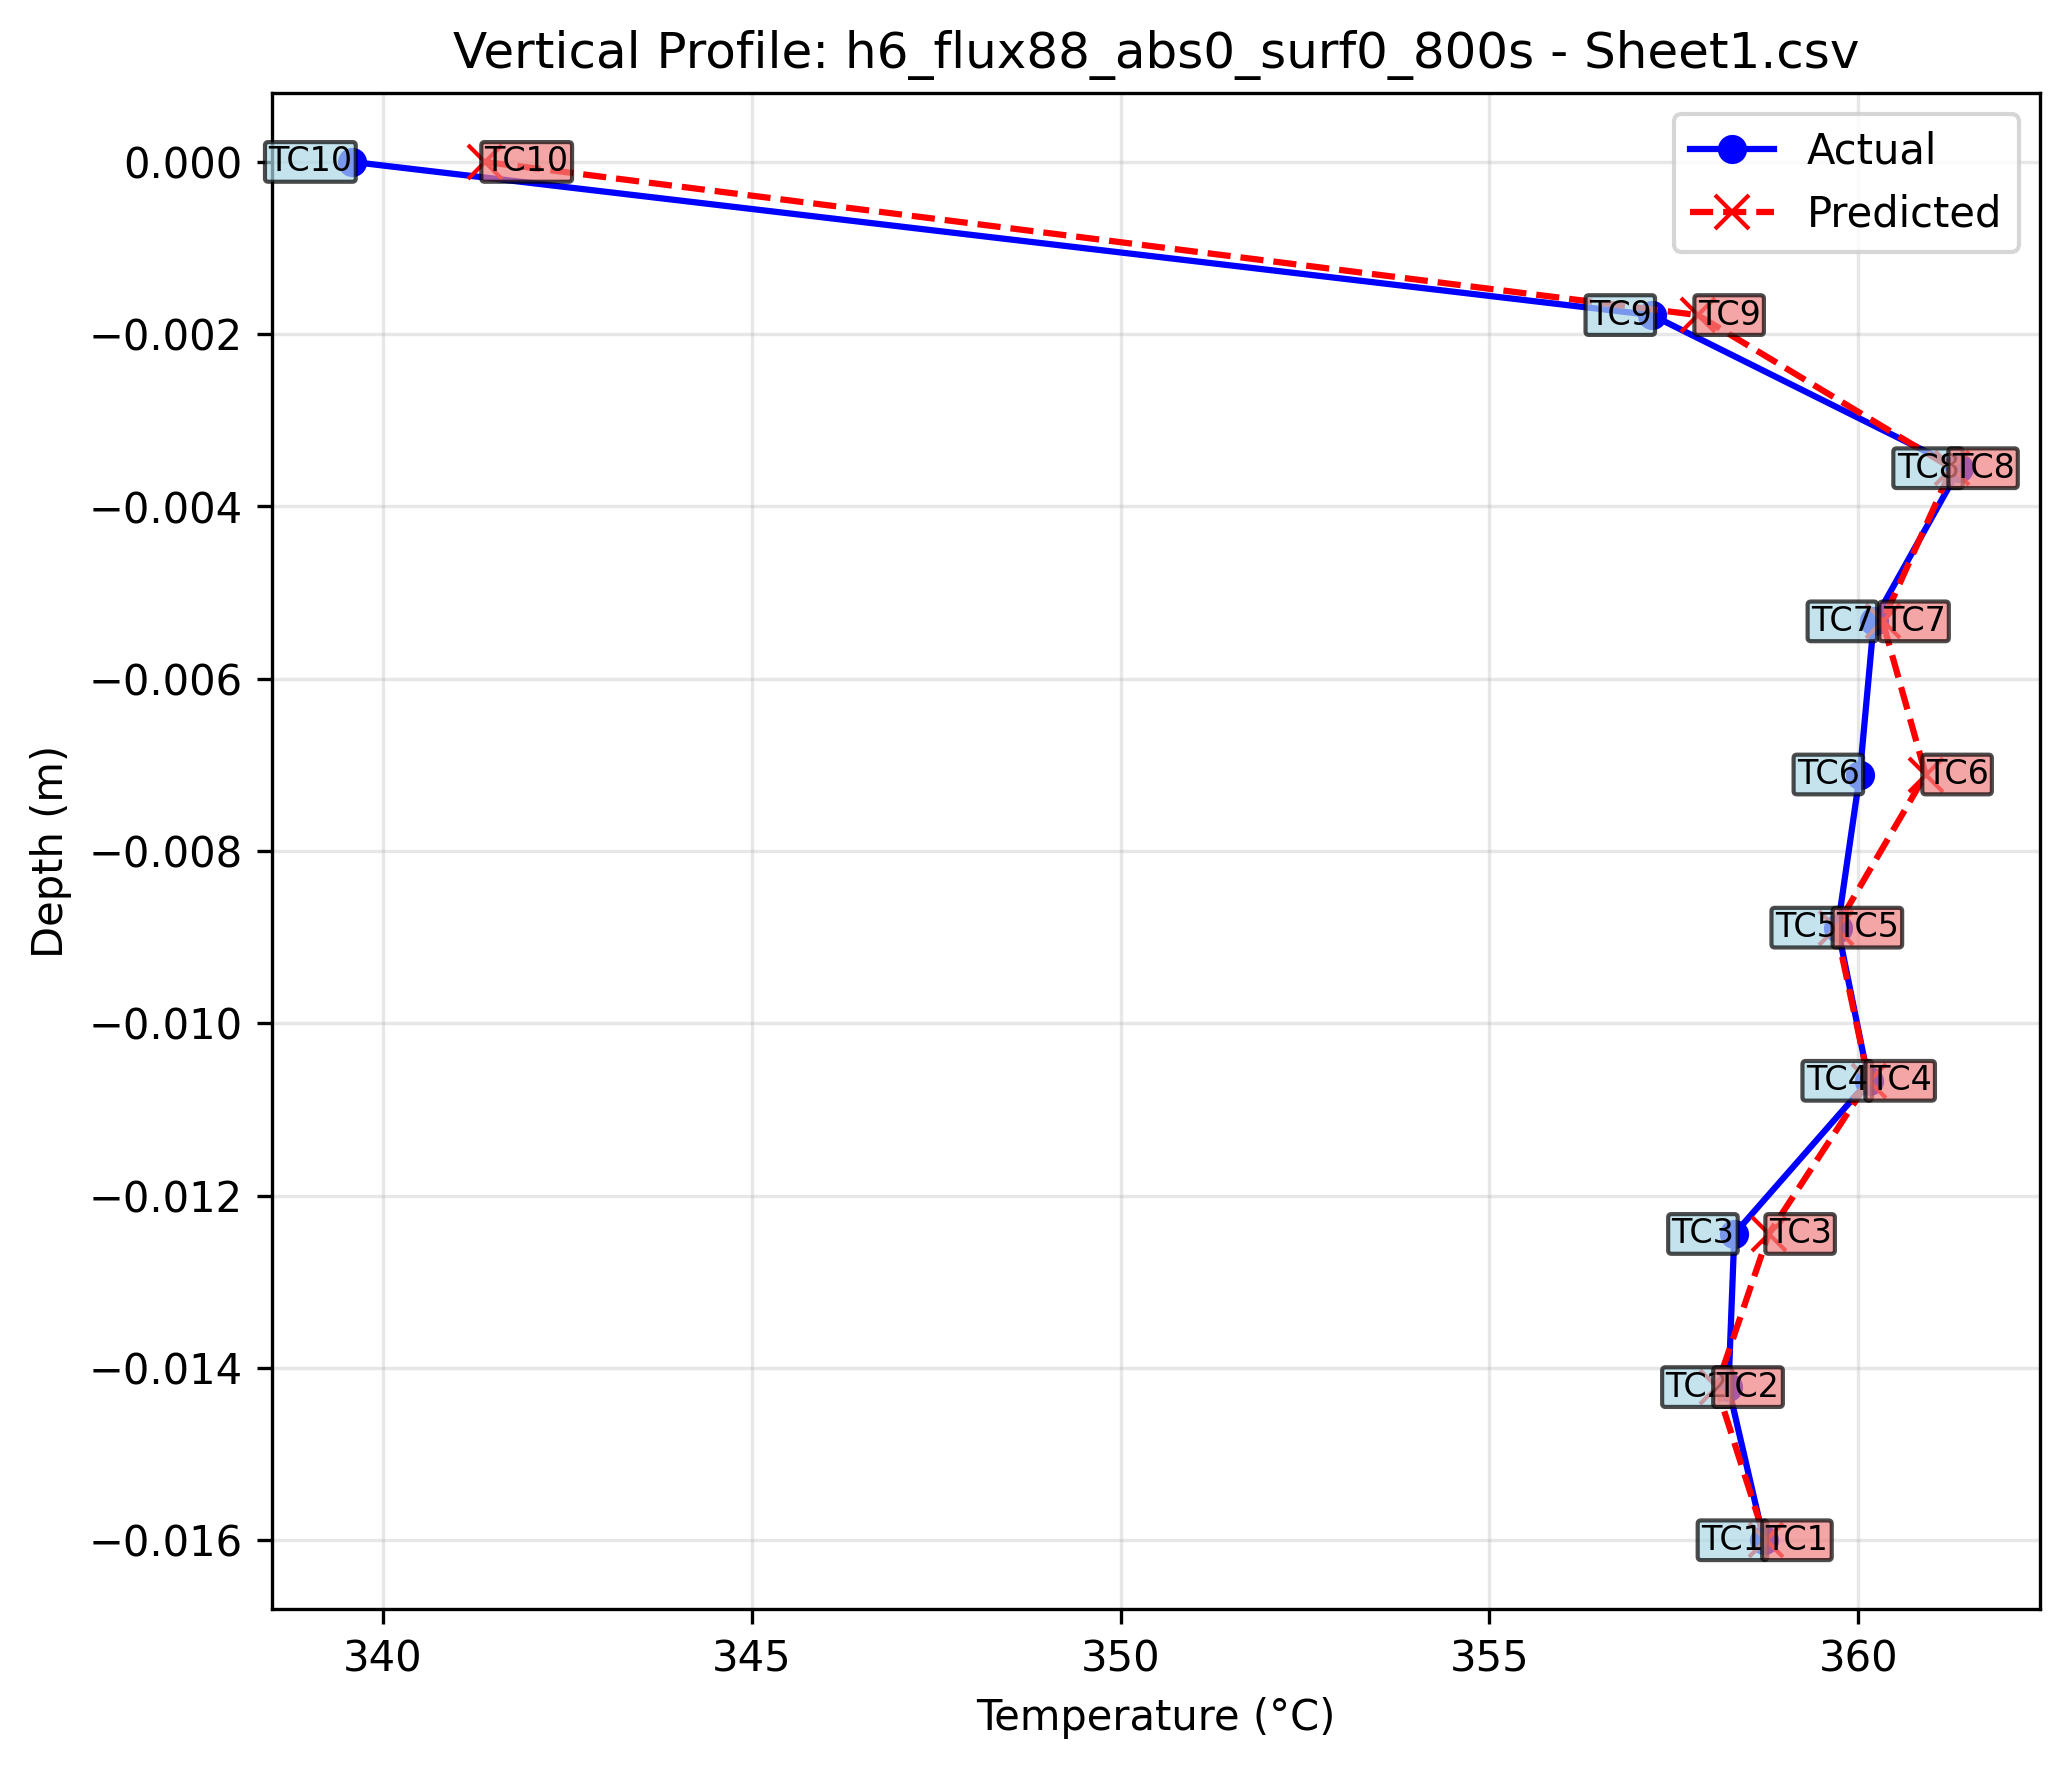 Vertical Profile: h6_flux88_abs0_surf0_800s - Sheet1.csv
Actual
Predicted
0.000
−0.002
−0.004
−0.006
−0.008
−0.010
−0.012
−0.014
−0.016
Depth (m)
TC10 TC10
TC9 TC9
TC8 TC8
TC7 TC7
TC6 TC6
TC5 TC5
TC4 TC4
TC3 TC3
TC2 TC2
TC1 TC1
340 345 350 355 360
Temperature (°C)